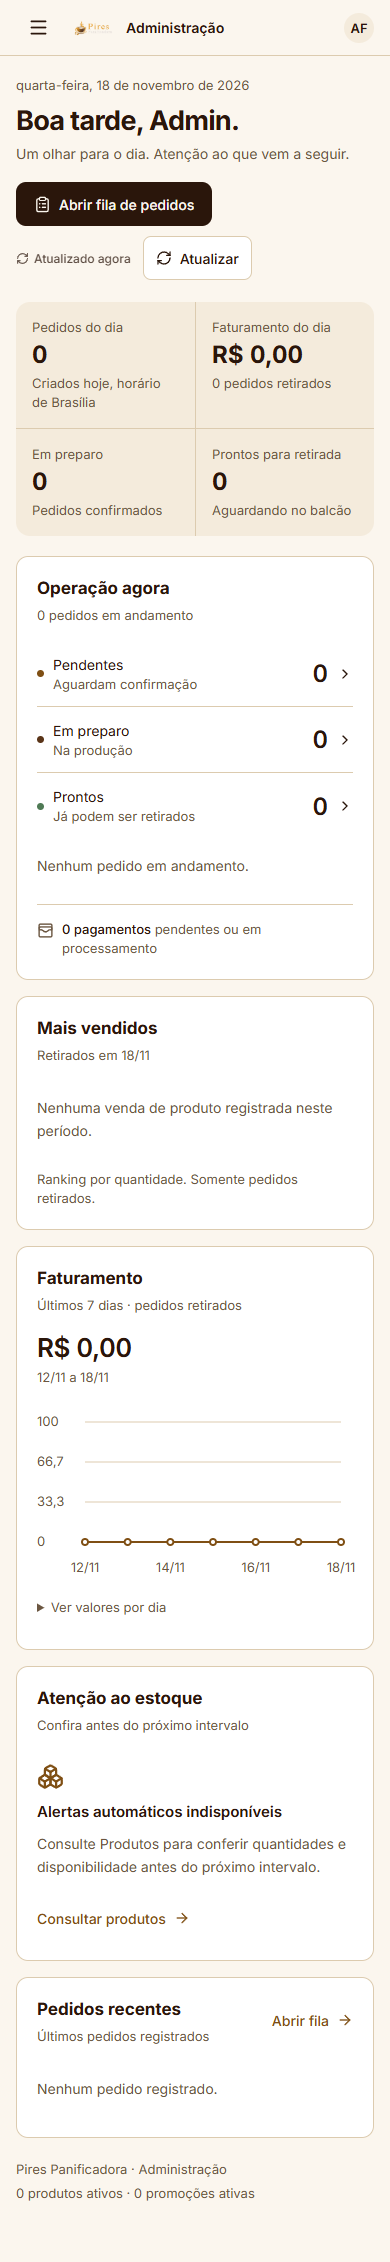 Pires
Administração
AF
quarta-feira, 18 de novembro de 2026
Boa tarde, Admin.
Um olhar para o dia. Atenção ao que vem a seguir.
Abrir fila de pedidos
Atualizado agora
Atualizar
Pedidos do dia
0
Criados hoje, horário
de Brasília
Faturamento do dia
R$ 0,00
0 pedidos retirados
Em preparo
0
Pedidos confirmados
Prontos para retirada
0
Aguardando no balcão
Operação agora
0 pedidos em andamento
Pendentes
Aguardam confirmação
0
Em preparo
Na produção
0
Prontos
Já podem ser retirados
0
Nenhum pedido em andamento.
0 pagamentos pendentes ou em
processamento
Mais vendidos
Retirados em 18/11
Nenhuma venda de produto registrada neste
período.
Ranking por quantidade. Somente pedidos
retirados.
Faturamento
Últimos 7 dias · pedidos retirados
R$ 0,00
12/11 a 18/11
100
66,7
33,3
0
12/11 14/11 16/11 18/11
Ver valores por dia
Atenção ao estoque
Confira antes do próximo intervalo
Alertas automáticos indisponíveis
Consulte Produtos para conferir quantidades e
disponibilidade antes do próximo intervalo.
Consultar produtos
Pedidos recentes
Últimos pedidos registrados
Abrir fila
Nenhum pedido registrado.
Pires Panificadora · Administração
0 produtos ativos · 0 promoções ativas